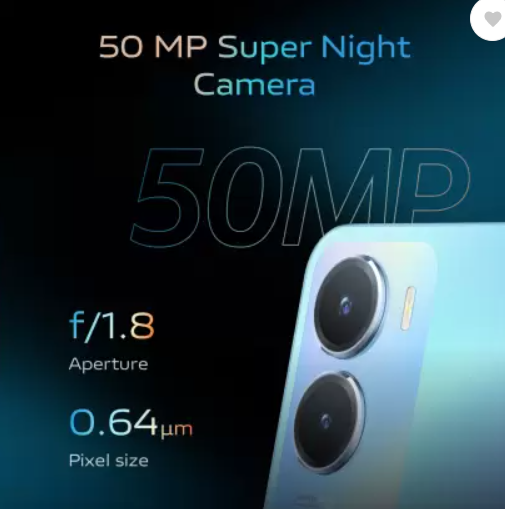 50 MP Super Night
Camera
50MP
f/1.8
Aperture
0.64μm
Pixel size